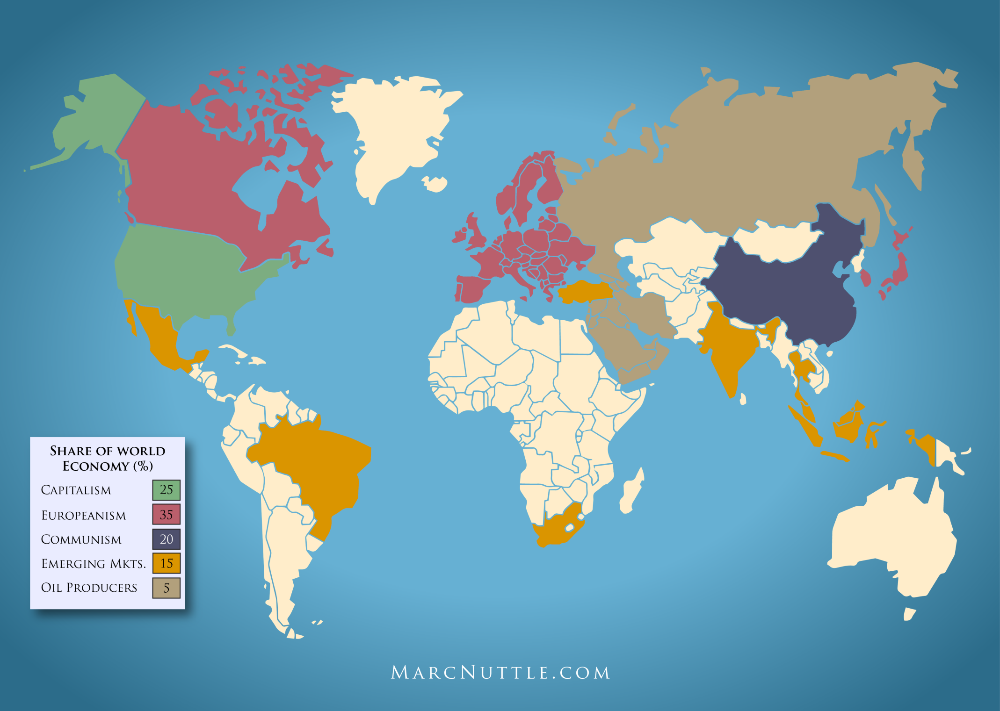 Share of world
Economy (%)
Capitalism 25
Europeanism 35
Communism 20
Emerging Mkts. 15
Oil Producers 5
MarcNuttle.com